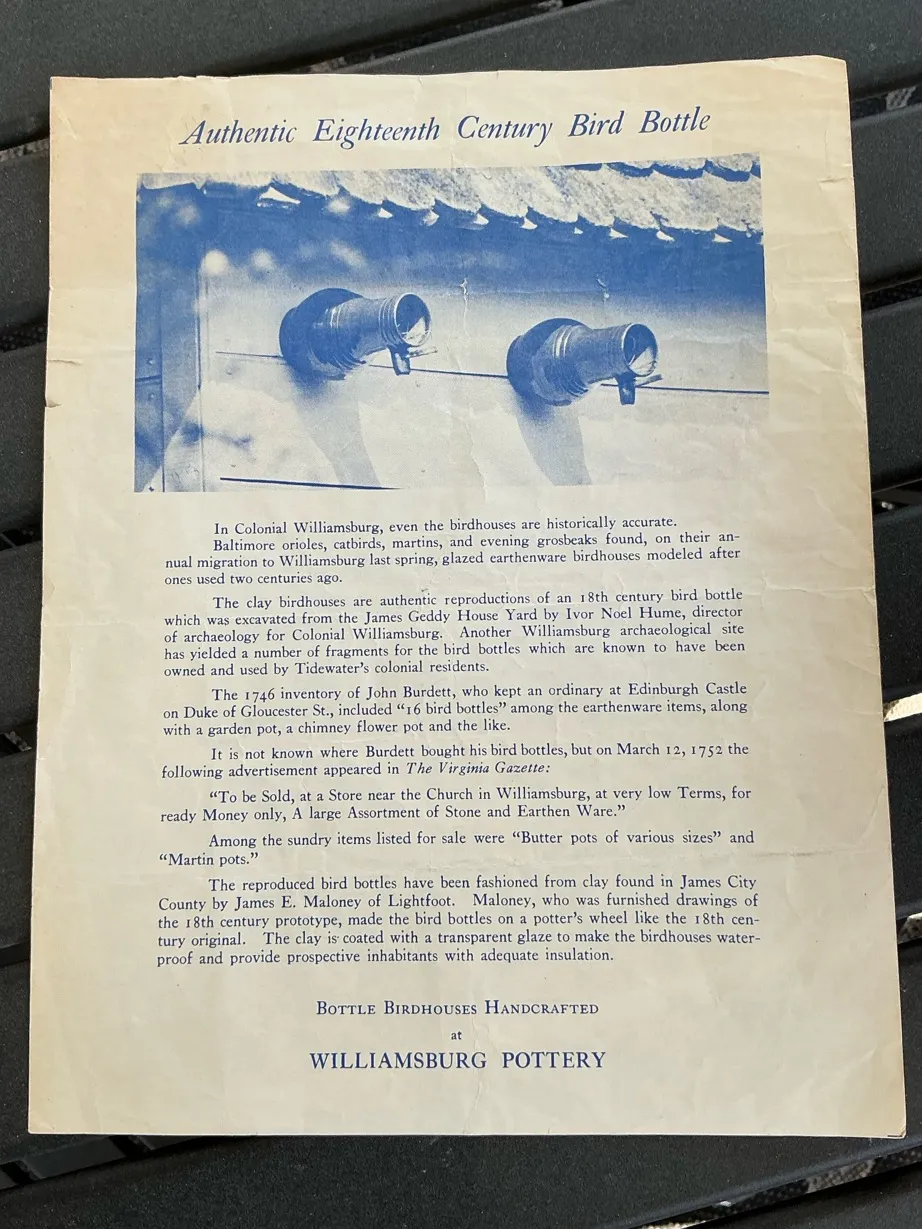 Authentic Eighteenth Century Bird Bottle
In Colonial Williamsburg, even the birdhouses are historically accurate.
Baltimore orioles, catbirds, martins, and evening grosbeaks found, on their an-
nual migration to Williamsburg last spring, glazed earthenware birdhouses modeled after
ones used two centuries ago.
The clay birdhouses are authentic reproductions of an 18th century bird bottle
which was excavated from the James Geddy House Yard by Ivor Noel Hume, director
of archaeology for Colonial Williamsburg. Another Williamsburg archaeological site
has yielded a number of fragments for the bird bottles which are known to have been
owned and used by Tidewater's colonial residents.
The 1746 inventory of John Burdett, who kept an ordinary at Edinburgh Castle
on Duke of Gloucester St., included “16 bird bottles” among the earthenware items, along
with a garden pot, a chimney flower pot and the like.
It is not known where Burdett bought his bird bottles, but on March 12, 1752 the
following advertisement appeared in The Virginia Gazette:
“To be Sold, at a Store near the Church in Williamsburg, at very low Terms, for
ready Money only, A large Assortment of Stone and Earthen Ware.”
Among the sundry items listed for sale were “Butter pots of various sizes” and
“Martin pots.”
The reproduced bird bottles have been fashioned from clay found in James City
County by James E. Maloney of Lightfoot. Maloney, who was furnished drawings of
the 18th century prototype, made the bird bottles on a potter's wheel like the 18th cen-
tury original. The clay is coated with a transparent glaze to make the birdhouses water-
proof and provide prospective inhabitants with adequate insulation.
Bottle Birdhouses Handcrafted
at
WILLIAMSBURG POTTERY